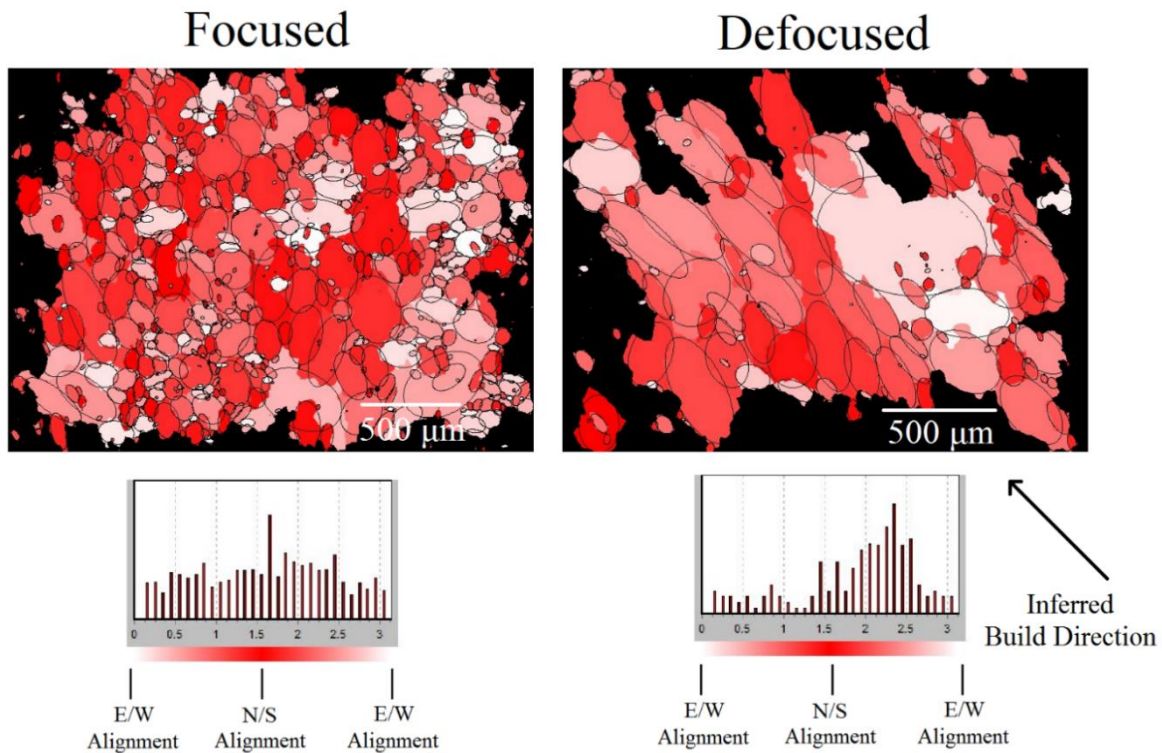 Focused
Defocused
500 µm
500 µm
0 0.5 1 1.5 2 2.5 3
0 0.5 1 1.5 2 2.5 3
E/W
Alignment
N/S
Alignment
E/W
Alignment
E/W
Alignment
N/S
Alignment
E/W
Alignment
Inferred
Build Direction